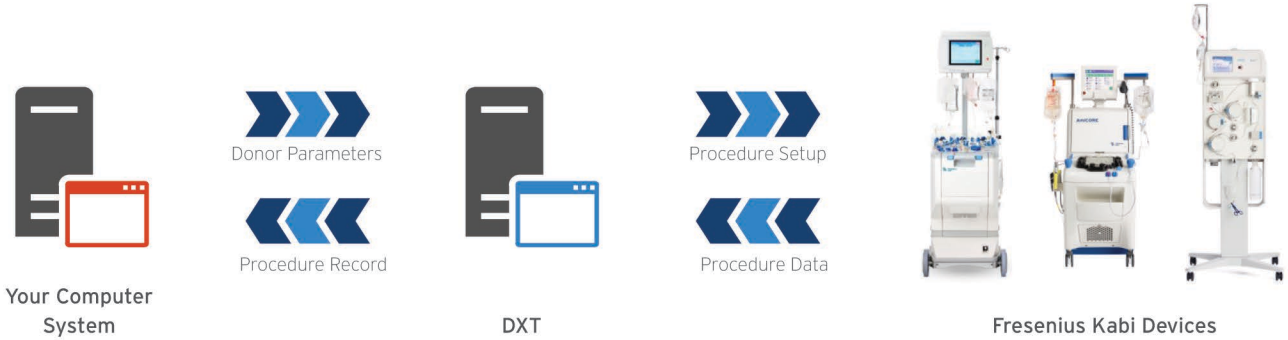 Donor Parameters
Procedure Setup
Procedure Record
Procedure Data
Your Computer
System
DXT
Fresenius Kabi Devices